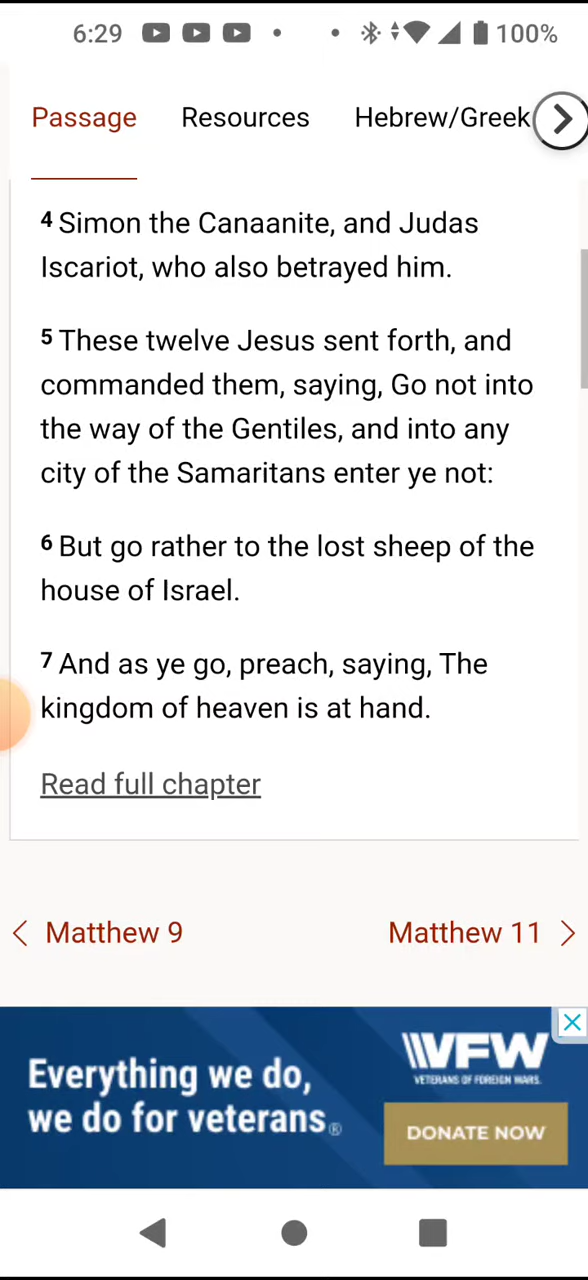 6:29 100%
Passage Resources Hebrew/Greek
4 Simon the Canaanite, and Judas
Iscariot, who also betrayed him.
5 These twelve Jesus sent forth, and
commanded them, saying, Go not into
the way of the Gentiles, and into any
city of the Samaritans enter ye not:
6 But go rather to the lost sheep of the
house of Israel.
7 And as ye go, preach, saying, The
kingdom of heaven is at hand.
Read full chapter
Matthew 9 Matthew 11
Everything we do,
we do for veterans®
VFW
VETERANS OF FOREIGN WARS.
DONATE NOW